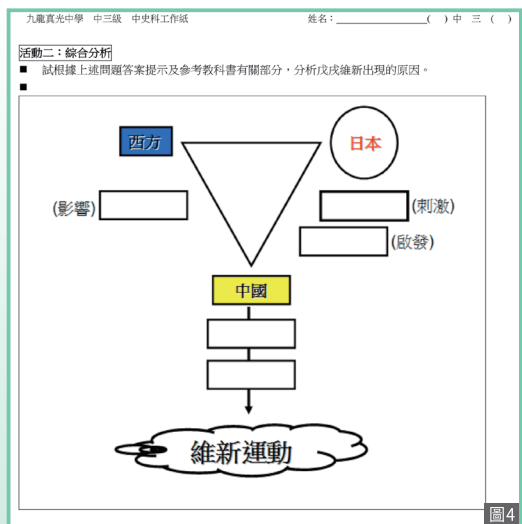 九龍真光中學 中三級 中史科工作紙 姓名：__________________( ) 中 三 ( )
活動二：綜合分析
■ 試根據上述問題答案提示及參考教科書有關部分，分析戊戌維新出現的原因。
■
西方
日本
(影響)
(刺激)
(啟發)
中國
維新運動
圖4